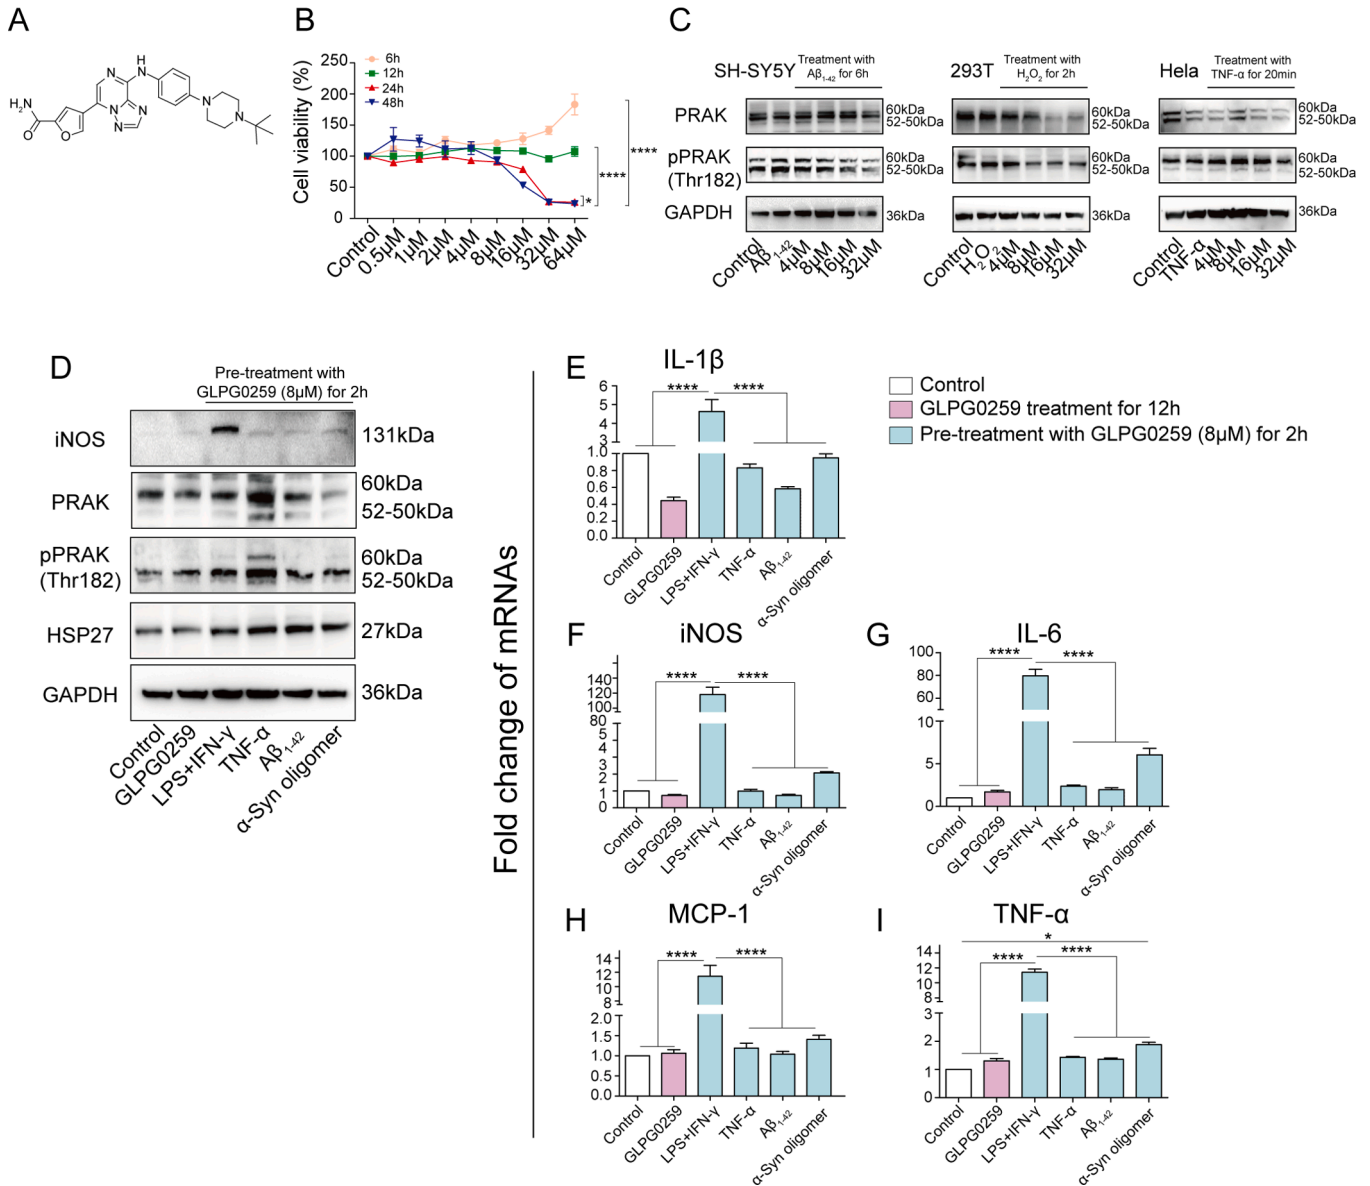 A
H₂N
O
O
N
N
N
N
NH
N
N
B
Cell viability (%)
250
200
150
100
50
0
6h
12h
24h
48h
****
****
*
Control
0.5μM
1μM
2μM
4μM
8μM
16μM
32μM
64μM
C
SH-SY5Y
Treatment with
Aβ₁₋₄₂ for 6h
293T
Treatment with
H₂O₂ for 2h
Hela
Treatment with
TNF-α for 20min
PRAK
60kDa
52-50kDa
60kDa
52-50kDa
60kDa
52-50kDa
pPRAK
(Thr182)
60kDa
52-50kDa
60kDa
52-50kDa
60kDa
52-50kDa
GAPDH
36kDa
36kDa
36kDa
Control
Aβ₁₋₄₂
4μM
8μM
16μM
32μM
Control
H₂O₂
4μM
8μM
16μM
32μM
Control
TNF-α
4μM
8μM
16μM
32μM
D
Pre-treatment with
GLPG0259 (8μM) for 2h
iNOS
131kDa
PRAK
60kDa
52-50kDa
pPRAK
(Thr182)
60kDa
52-50kDa
HSP27
27kDa
GAPDH
36kDa
Control
GLPG0259
LPS+IFN-γ
TNF-α
Aβ₁₋₄₂
α-Syn oligomer
Fold change of mRNAs
E
IL-1β
6
5
4
3
1.0
0.8
0.6
0.4
0.2
0.0
****
****
Control
GLPG0259
LPS+IFN-γ
TNF-α
Aβ₁₋₄₂
α-Syn oligomer
Control
GLPG0259 treatment for 12h
Pre-treatment with GLPG0259 (8μM) for 2h
F
iNOS
140
120
100
80
5
4
3
2
1
0
****
****
Control
GLPG0259
LPS+IFN-γ
TNF-α
Aβ₁₋₄₂
α-Syn oligomer
G
IL-6
100
80
60
10
5
0
****
****
Control
GLPG0259
LPS+IFN-γ
TNF-α
Aβ₁₋₄₂
α-Syn oligomer
H
MCP-1
14
12
10
8
2.0
1.5
1.0
0.5
0.0
****
****
Control
GLPG0259
LPS+IFN-γ
TNF-α
Aβ₁₋₄₂
α-Syn oligomer
I
TNF-α
14
12
10
8
3
2
1
0
*
****
****
Control
GLPG0259
LPS+IFN-γ
TNF-α
Aβ₁₋₄₂
α-Syn oligomer